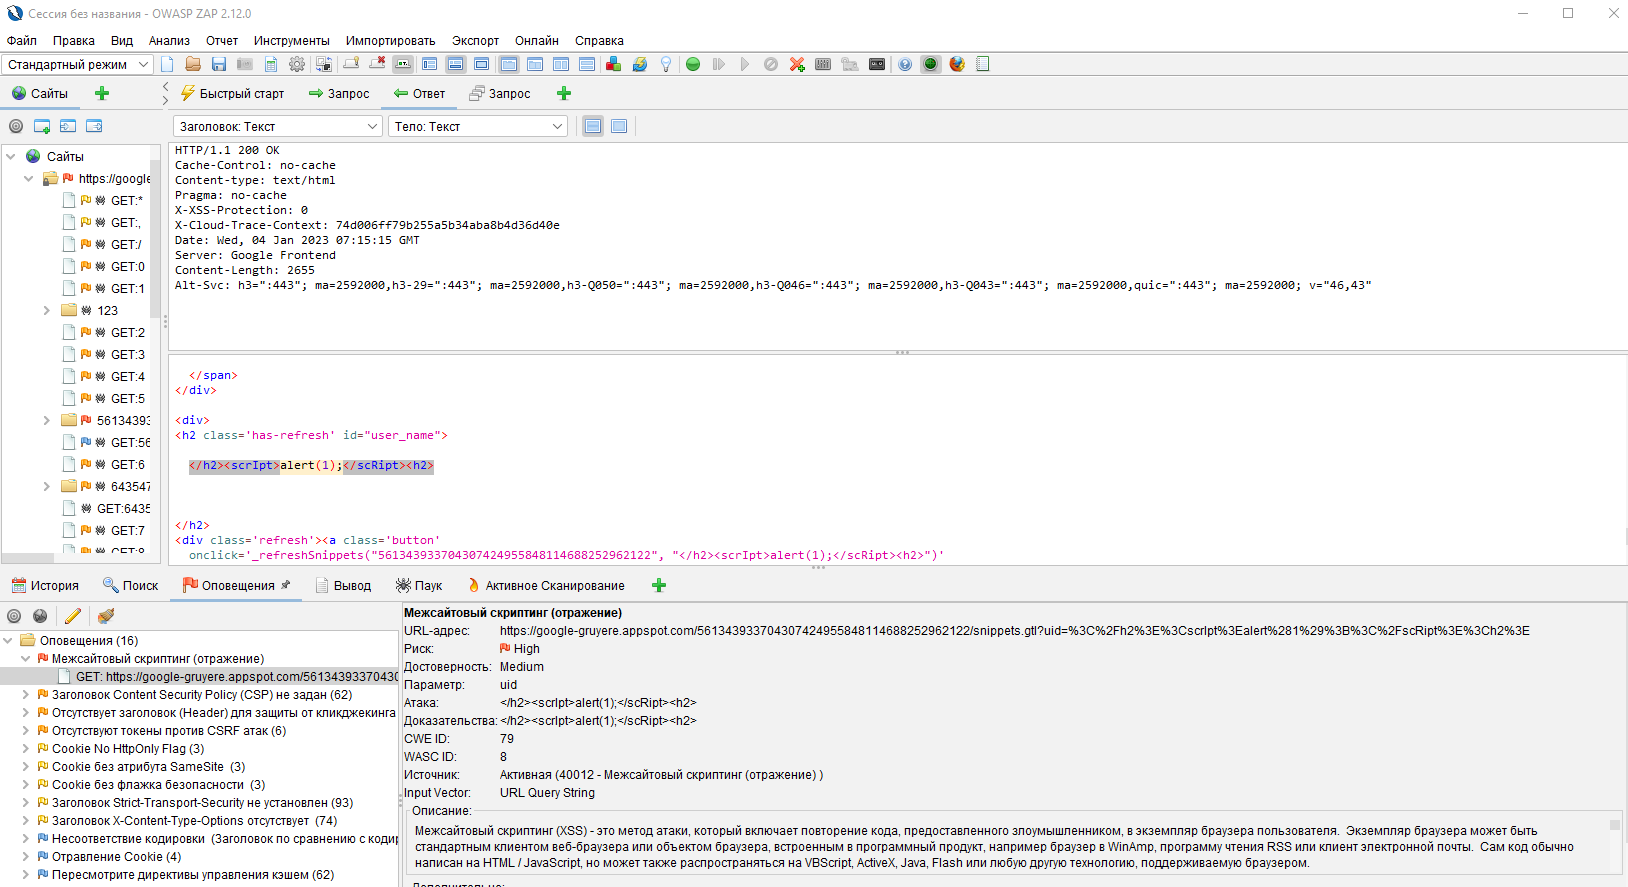 Сессия без названия - OWASP ZAP 2.12.0
Файл Правка Вид Анализ Отчет Инструменты Импортировать Экспорт Онлайн Справка
Стандартный режим
Сайты
Быстрый старт Запрос Ответ Запрос
Заголовок: Текст Тело: Текст
Сайты
https://google
GET:*
GET:,
GET:/
GET:0
GET:1
123
GET:2
GET:3
GET:4
GET:5
56134393
GET:56
GET:6
643547
GET:6435
GET:7
GET:8
HTTP/1.1 200 OK
Cache-Control: no-cache
Content-type: text/html
Pragma: no-cache
X-XSS-Protection: 0
X-Cloud-Trace-Context: 74d006ff79b255a5b34aba8b4d36d40e
Date: Wed, 04 Jan 2023 07:15:15 GMT
Server: Google Frontend
Content-Length: 2655
Alt-Svc: h3=":443"; ma=2592000,h3-29=":443"; ma=2592000,h3-Q050=":443"; ma=2592000,h3-Q046=":443"; ma=2592000,h3-Q043=":443"; ma=2592000,quic=":443"; ma=2592000; v="46,43"
</span>
</div>
<div>
<h2 class='has-refresh' id="user_name">
</h2><scrIpt>alert(1);</scRipt><h2>
</h2>
<div class='refresh'><a class='button'
onclick='_refreshSnippets("561343933704307424955848114688252962122", "</h2><scrIpt>alert(1);</scRipt><h2>")'
История Поиск Оповещения Вывод Паук Активное Сканирование
Оповещения (16)
Межсайтовый скриптинг (отражение)
GET: https://google-gruyere.appspot.com/5613439337043​0
Заголовок Content Security Policy (CSP) не задан (62)
Отсутствует заголовок (Header) для защиты от кликджекинга
Отсутствуют токены против CSRF атак (6)
Cookie No HttpOnly Flag (3)
Cookie без атрибута SameSite (3)
Cookie без флажка безопасности (3)
Заголовок Strict-Transport-Security не установлен (93)
Заголовок X-Content-Type-Options отсутствует (74)
Несоответствие кодировки (Заголовок по сравнению с кодир
Отравление Cookie (4)
Пересмотрите директивы управления кэшем (62)
Межсайтовый скриптинг (отражение)
URL-адрес: https://google-gruyere.appspot.com/561343933704307424955848114688252962122/snippets.gtl?uid=%3C%2Fh2%3E%3CscrIpt%3Ealert%281%29%3B%3C%2FscRipt%3E%3Ch2%3E
Риск: High
Достоверность: Medium
Параметр: uid
Атака: </h2><scrIpt>alert(1);</scRipt><h2>
Доказательства: </h2><scrIpt>alert(1);</scRipt><h2>
CWE ID: 79
WASC ID: 8
Источник: Активная (40012 - Межсайтовый скриптинг (отражение) )
Input Vector: URL Query String
Описание:
Межсайтовый скриптинг (XSS) - это метод атаки, который включает повторение кода, предоставленного злоумышленником, в экземпляр браузера пользователя. Экземпляр браузера может быть
стандартным клиентом веб-браузера или объектом браузера, встроенным в программный продукт, например браузер в WinAmp, программу чтения RSS или клиент электронной почты. Сам код обычно
написан на HTML / JavaScript, но может также распространяться на VBScript, ActiveX, Java, Flash или любую другую технологию, поддерживаемую браузером.
Дополнительно: